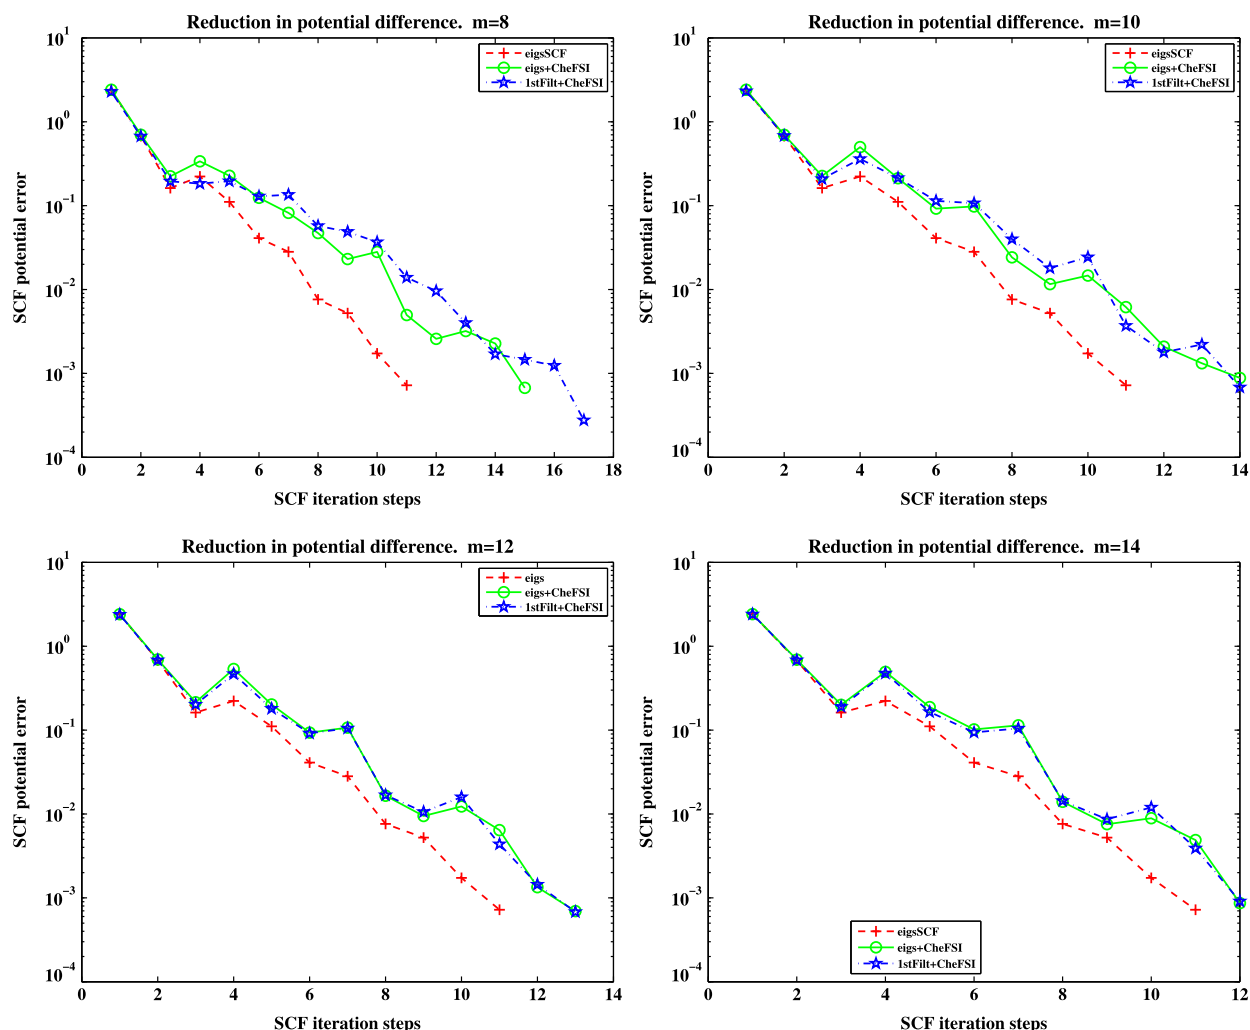 Reduction in potential difference.  m=8
10^1
10^0
10^−1
10^−2
10^−3
10^−4
SCF potential error
eigsSCF
eigs+CheFSI
1stFilt+CheFSI
0 2 4 6 8 10 12 14 16 18
SCF iteration steps
Reduction in potential difference.  m=10
10^1
10^0
10^−1
10^−2
10^−3
10^−4
SCF potential error
eigsSCF
eigs+CheFSI
1stFilt+CheFSI
0 2 4 6 8 10 12 14
SCF iteration steps
Reduction in potential difference.  m=12
10^1
10^0
10^−1
10^−2
10^−3
10^−4
SCF potential error
eigs
eigs+CheFSI
1stFilt+CheFSI
0 2 4 6 8 10 12 14
SCF iteration steps
Reduction in potential difference.  m=14
10^1
10^0
10^−1
10^−2
10^−3
10^−4
SCF potential error
eigsSCF
eigs+CheFSI
1stFilt+CheFSI
0 2 4 6 8 10 12
SCF iteration steps